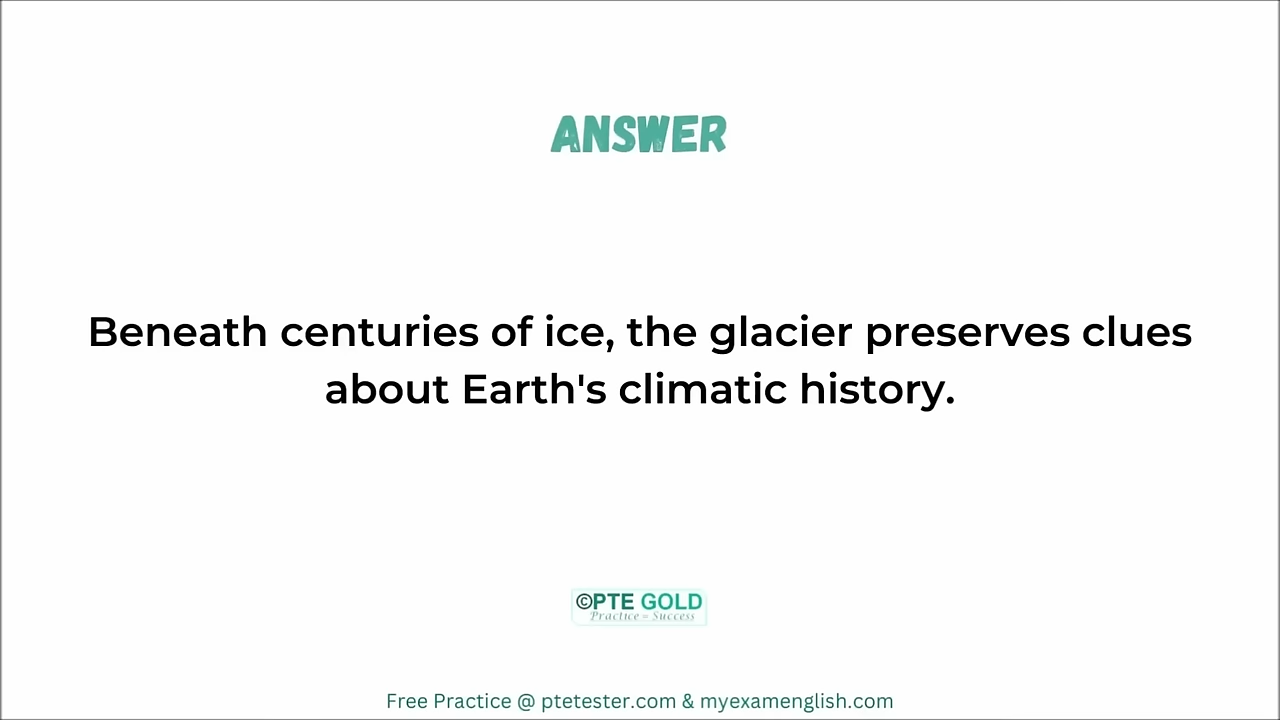 ANSWER
Beneath centuries of ice, the glacier preserves clues
about Earth's climatic history.
©PTE GOLD
Practice = Success
Free Practice @ ptetester.com & myexamenglish.com